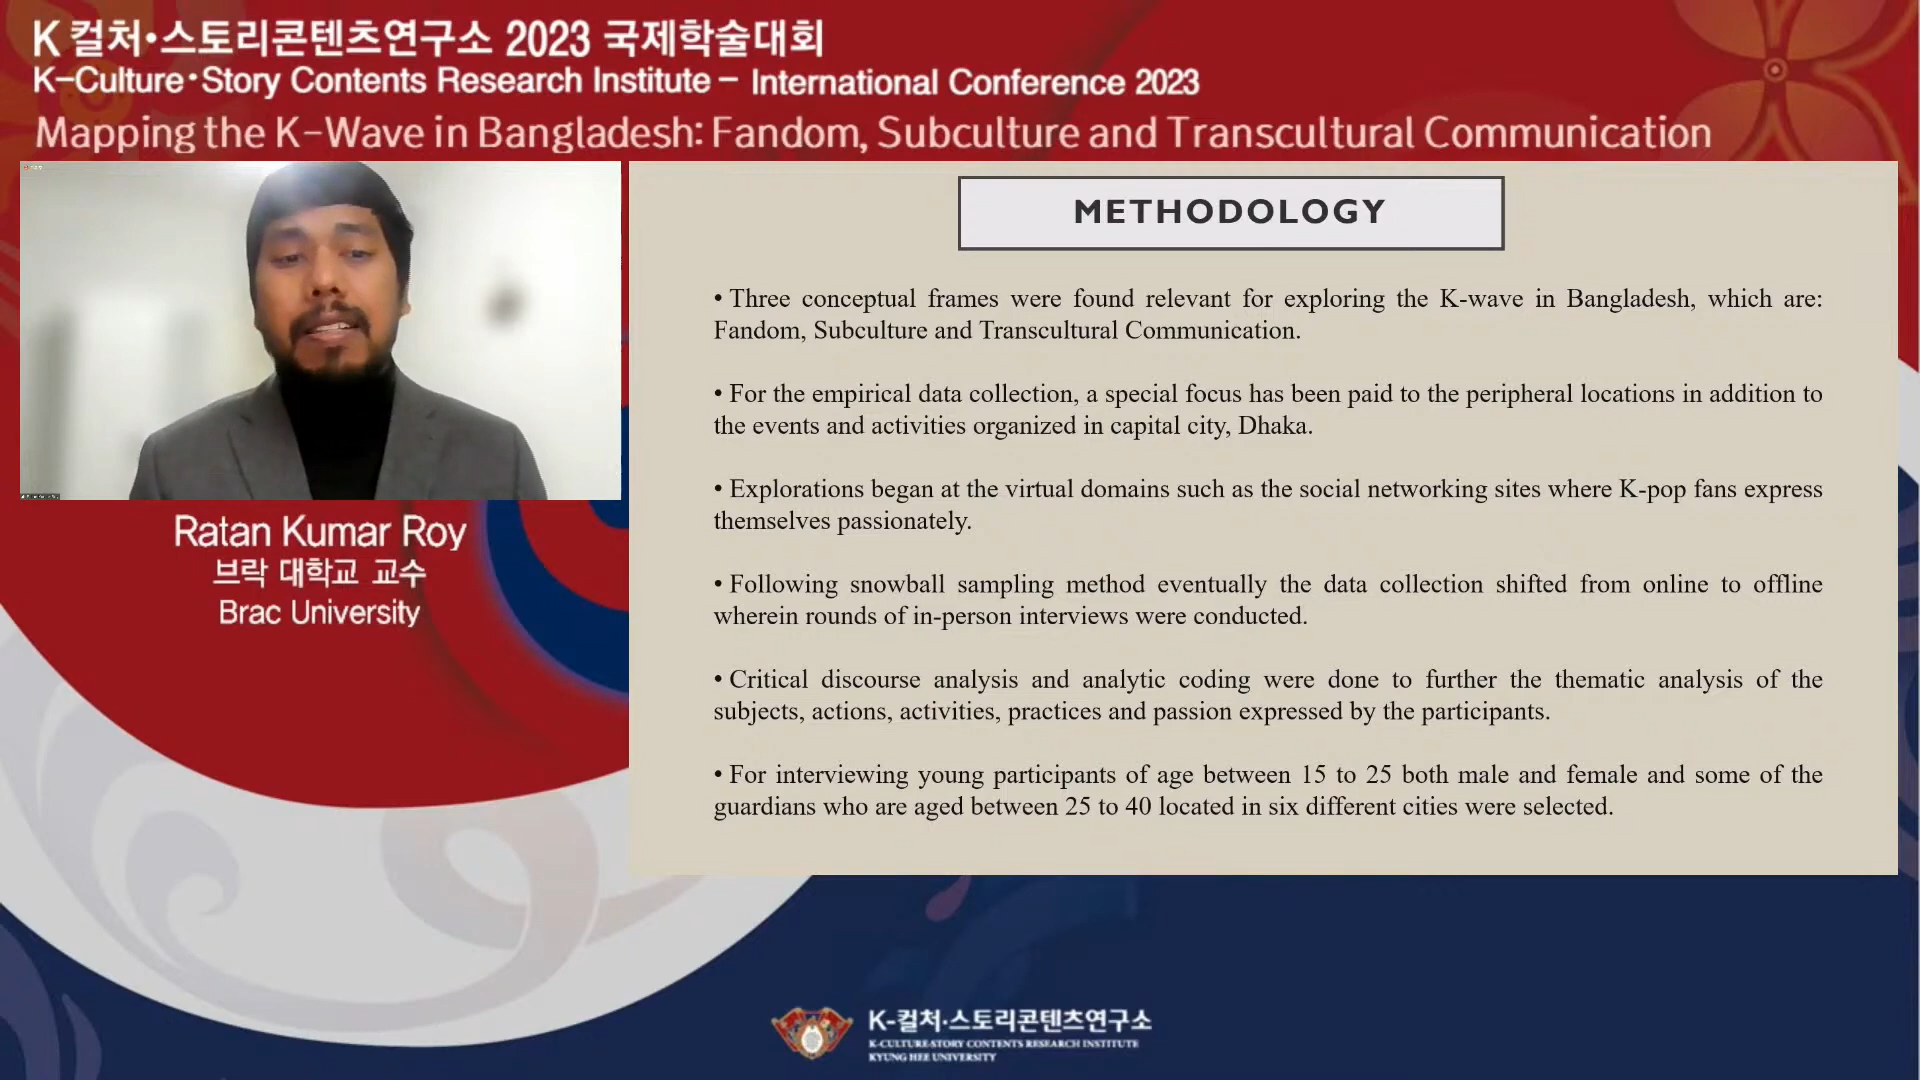 K 컬처•스토리콘텐츠연구소 2023 국제학술대회
K-Culture•Story Contents Research Institute - International Conference 2023
Mapping the K-Wave in Bangladesh: Fandom, Subculture and Transcultural Communication
Ratan Kumar Roy
브락 대학교 교수
Brac University
METHODOLOGY
• Three conceptual frames were found relevant for exploring the K-wave in Bangladesh, which are:
Fandom, Subculture and Transcultural Communication.
• For the empirical data collection, a special focus has been paid to the peripheral locations in addition to
the events and activities organized in capital city, Dhaka.
• Explorations began at the virtual domains such as the social networking sites where K-pop fans express
themselves passionately.
• Following snowball sampling method eventually the data collection shifted from online to offline
wherein rounds of in-person interviews were conducted.
• Critical discourse analysis and analytic coding were done to further the thematic analysis of the
subjects, actions, activities, practices and passion expressed by the participants.
• For interviewing young participants of age between 15 to 25 both male and female and some of the
guardians who are aged between 25 to 40 located in six different cities were selected.
K-컬처•스토리콘텐츠연구소
K-CULTURE•STORY CONTENTS RESEARCH INSTITUTE
KYUNG HEE UNIVERSITY